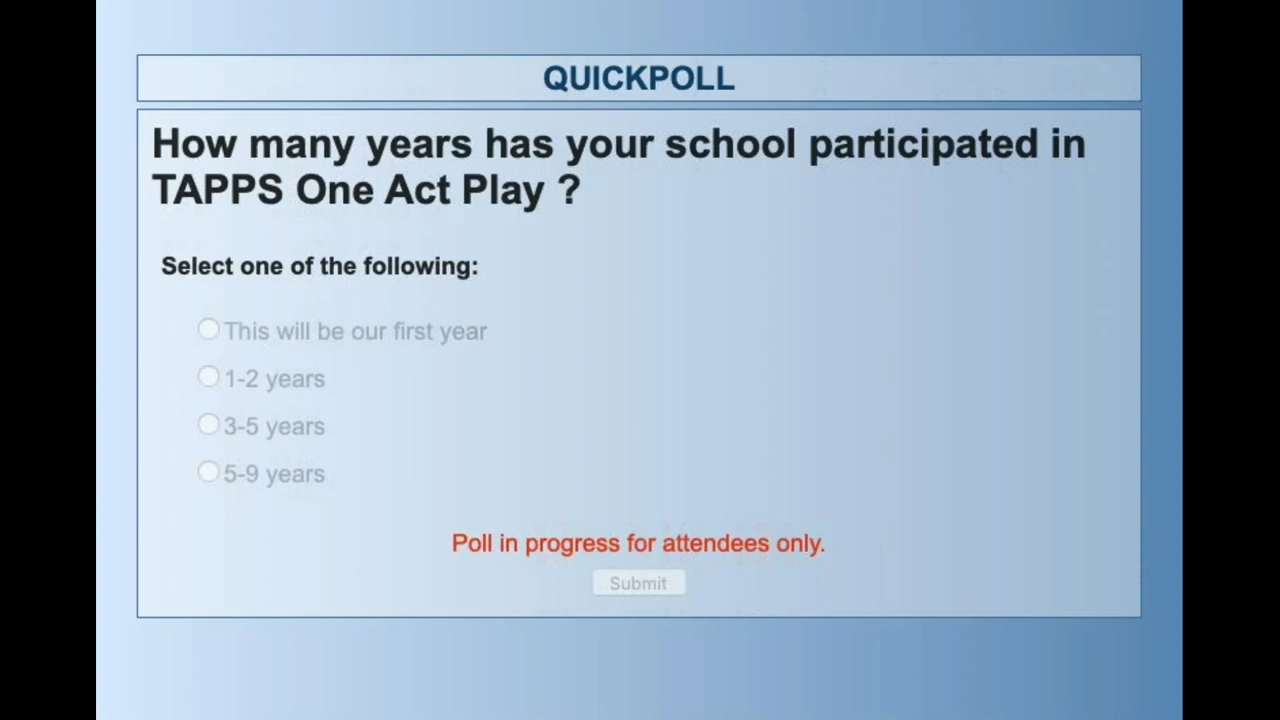 QUICKPOLL
How many years has your school participated in
TAPPS One Act Play ?
Select one of the following:
This will be our first year
1-2 years
3-5 years
5-9 years
Poll in progress for attendees only.
Submit